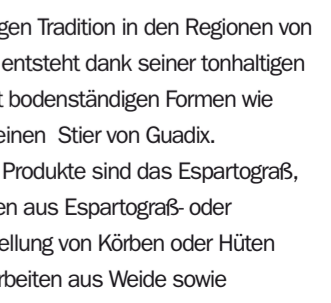 gen Tradition in den Regionen von
entsteht dank seiner tonhaltigen
t bodenständigen Formen wie
einen  Stier von Guadix.
Produkte sind das Espartograß,
en aus Espartograß- oder
ellung von Körben oder Hüten
rbeiten aus Weide sowie